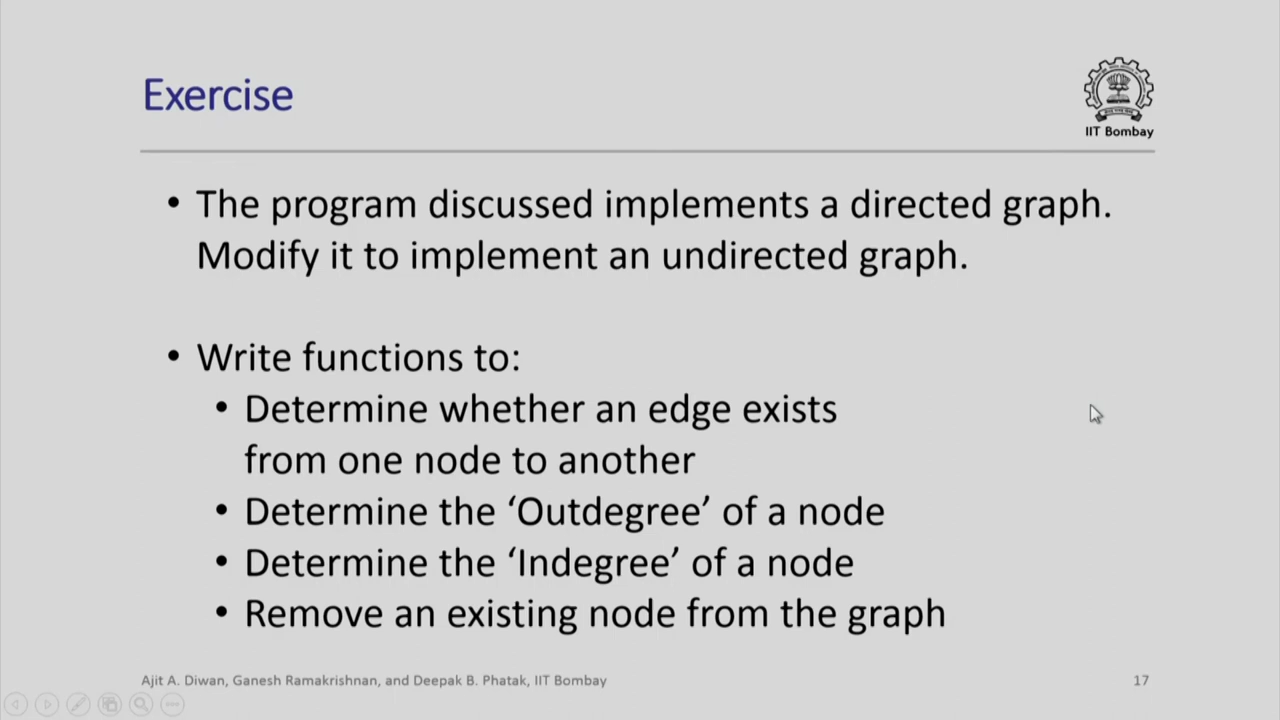 Exercise
IIT Bombay
• The program discussed implements a directed graph.
Modify it to implement an undirected graph.
• Write functions to:
• Determine whether an edge exists
from one node to another
• Determine the ‘Outdegree’ of a node
• Determine the ‘Indegree’ of a node
• Remove an existing node from the graph
Ajit A. Diwan, Ganesh Ramakrishnan, and Deepak B. Phatak, IIT Bombay
17